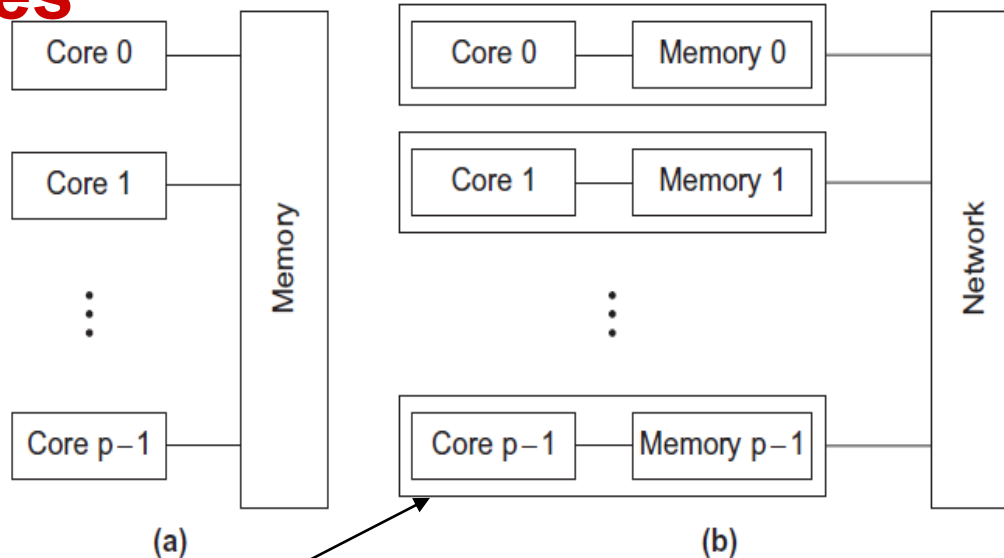 es
Core 0
Core 1
Core p−1
Memory
(a)
Core 0 Memory 0
Core 1 Memory 1
Core p−1 Memory p−1
Network
(b)